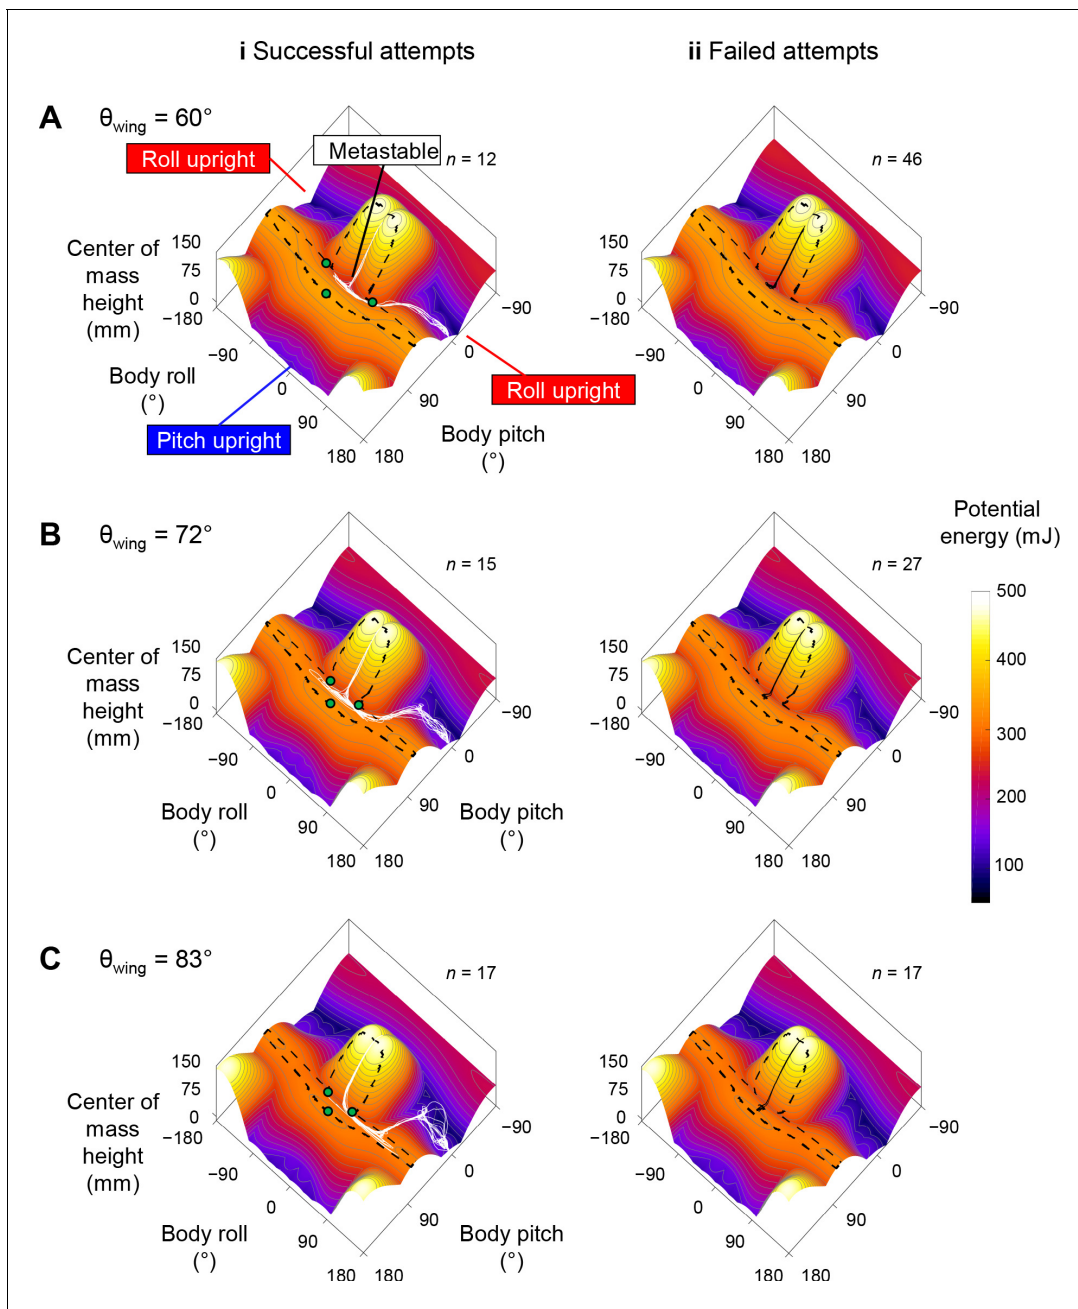 i Successful attempts
ii Failed attempts
A
θwing = 60°
Roll upright
Metastable
n = 12
n = 46
Center of
mass
height
(mm)
150
75
0
−180
−90
0
90
180
Body roll
(°)
Pitch upright
Roll upright
−90
0
90
180
Body pitch
(°)
150
75
0
−180
−90
0
90
180
−90
0
90
180
B
θwing = 72°
n = 15
n = 27
Center of
mass
height
(mm)
150
75
0
−180
−90
0
90
180
Body roll
(°)
−90
0
90
180
Body pitch
(°)
150
75
0
−180
−90
0
90
180
−90
0
90
180
Potential
energy (mJ)
500
400
300
200
100
C
θwing = 83°
n = 17
n = 17
Center of
mass
height
(mm)
150
75
0
−180
−90
0
90
180
Body roll
(°)
−90
0
90
180
Body pitch
(°)
150
75
0
−180
−90
0
90
180
−90
0
90
180